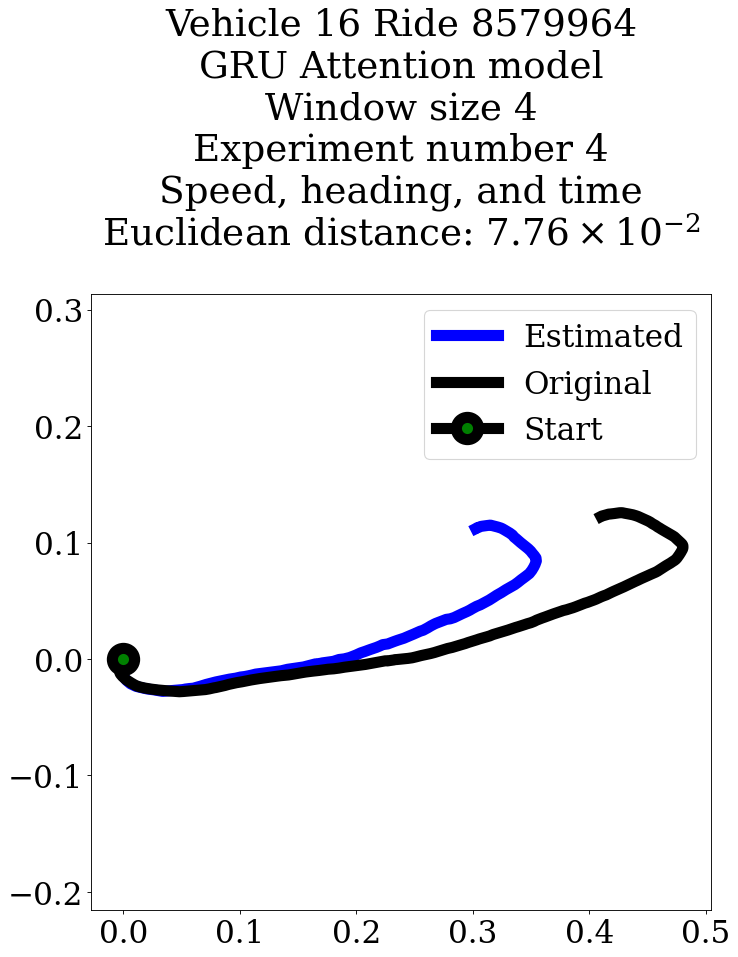 Vehicle 16 Ride 8579964
GRU Attention model
Window size 4
Experiment number 4
Speed, heading, and time
Euclidean distance: 7.76 × 10⁻²
0.3
0.2
0.1
0.0
−0.1
−0.2
Estimated
Original
Start
0.0 0.1 0.2 0.3 0.4 0.5